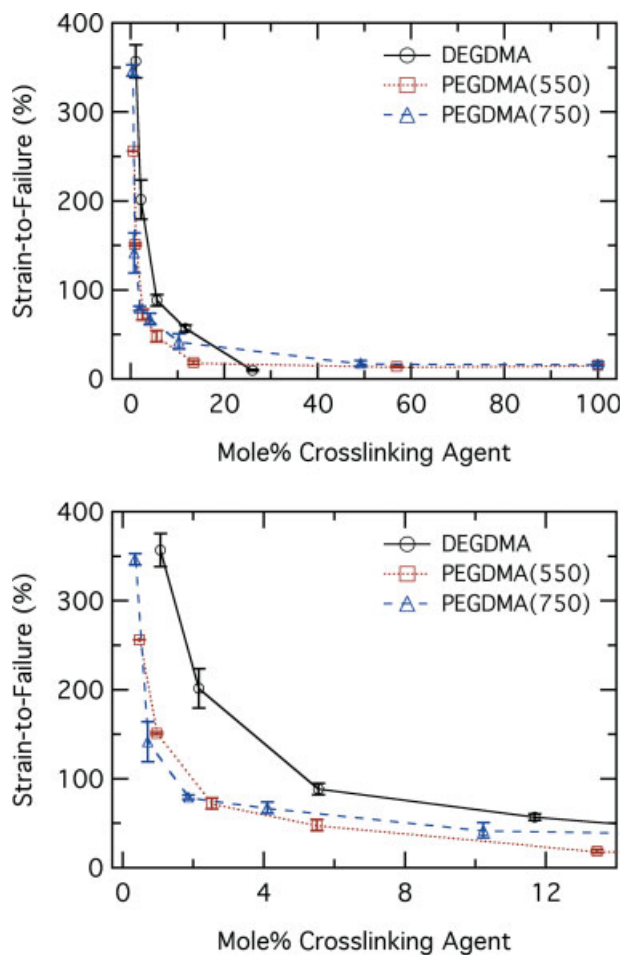 400
300
200
100
0
Strain-to-Failure (%)
DEGDMA
PEGDMA(550)
PEGDMA(750)
0 20 40 60 80 100
Mole% Crosslinking Agent
400
300
200
100
0
Strain-to-Failure (%)
DEGDMA
PEGDMA(550)
PEGDMA(750)
0 4 8 12
Mole% Crosslinking Agent